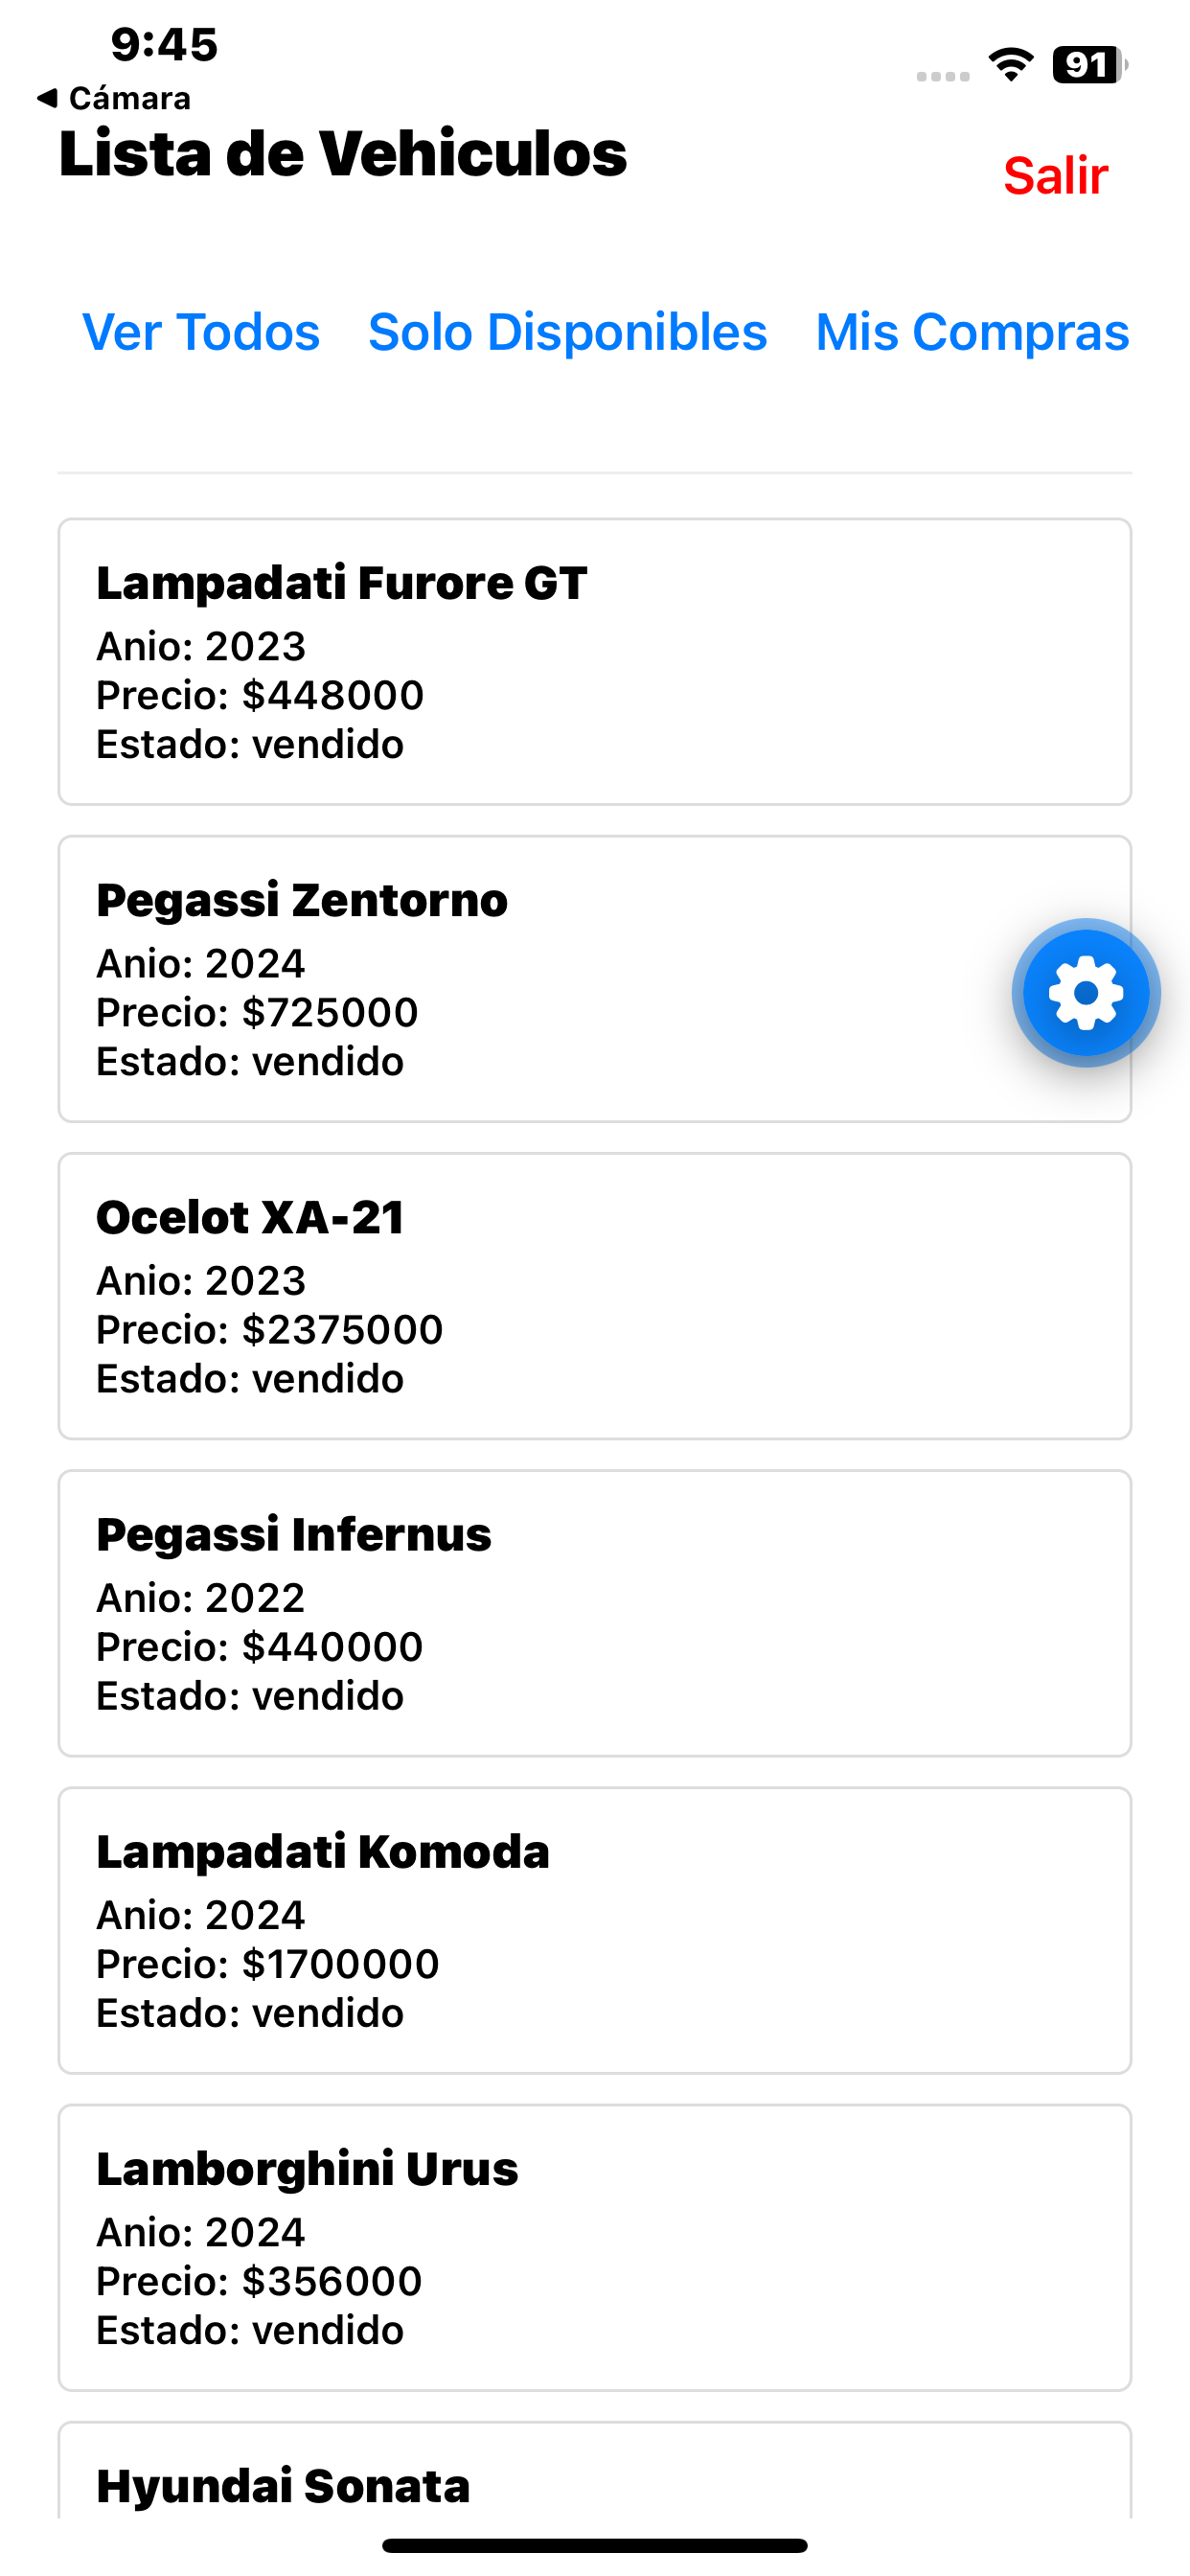 9:45
91
◀ Cámara
Lista de Vehiculos
Salir
Ver Todos Solo Disponibles Mis Compras
Lampadati Furore GT
Anio: 2023
Precio: $448000
Estado: vendido
Pegassi Zentorno
Anio: 2024
Precio: $725000
Estado: vendido
Ocelot XA-21
Anio: 2023
Precio: $2375000
Estado: vendido
Pegassi Infernus
Anio: 2022
Precio: $440000
Estado: vendido
Lampadati Komoda
Anio: 2024
Precio: $1700000
Estado: vendido
Lamborghini Urus
Anio: 2024
Precio: $356000
Estado: vendido
Hyundai Sonata